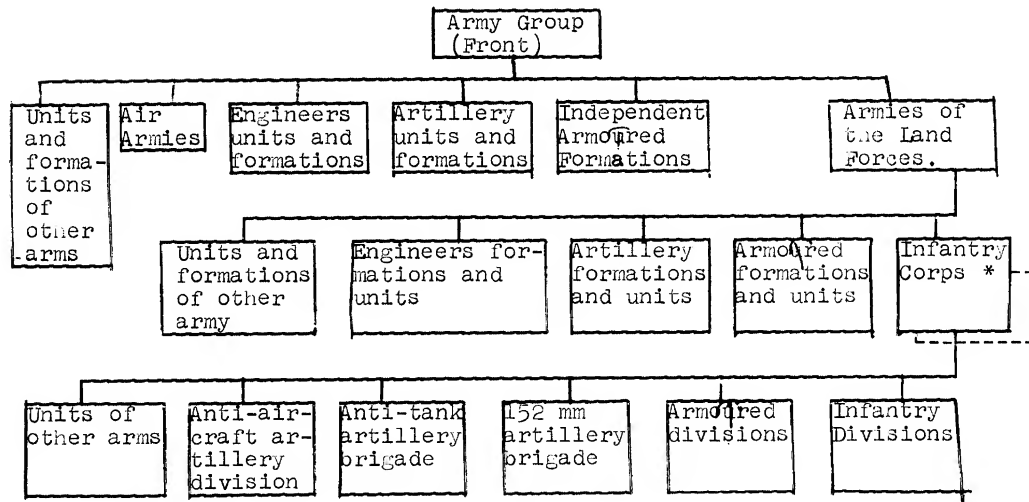 Army Group
(Front)
Units
and
forma-
tions
of
other
arms
Air
Armies
Engineers
units and
formations
Artillery
units and
formations
Independent
Armoured
Formations
Armies of
the Land
Forces.
Units and
formations
of other
army
Engineers for-
mations and
units
Artillery
formations
and units
Armoured
formations
and units
Infantry
Corps *
Units of
other arms
Anti-air-
craft ar-
tillery
division
Anti-tank
artillery
brigade
152 mm
artillery
brigade
Armoured
divisions
Infantry
Divisions